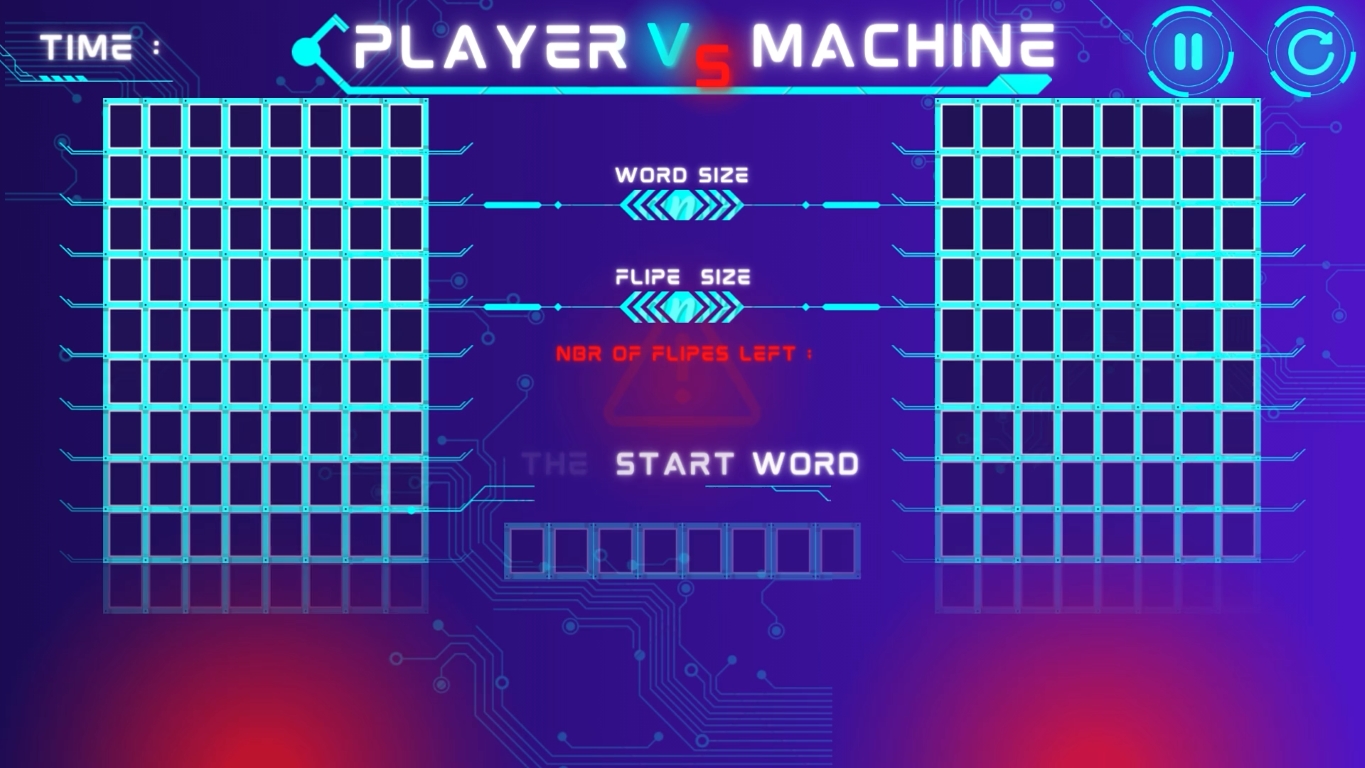 TIME :
PLAYER VS MACHINE
WORD SIZE
n
FLIPE SIZE
n
NBR OF FLIPES LEFT :
THE START WORD